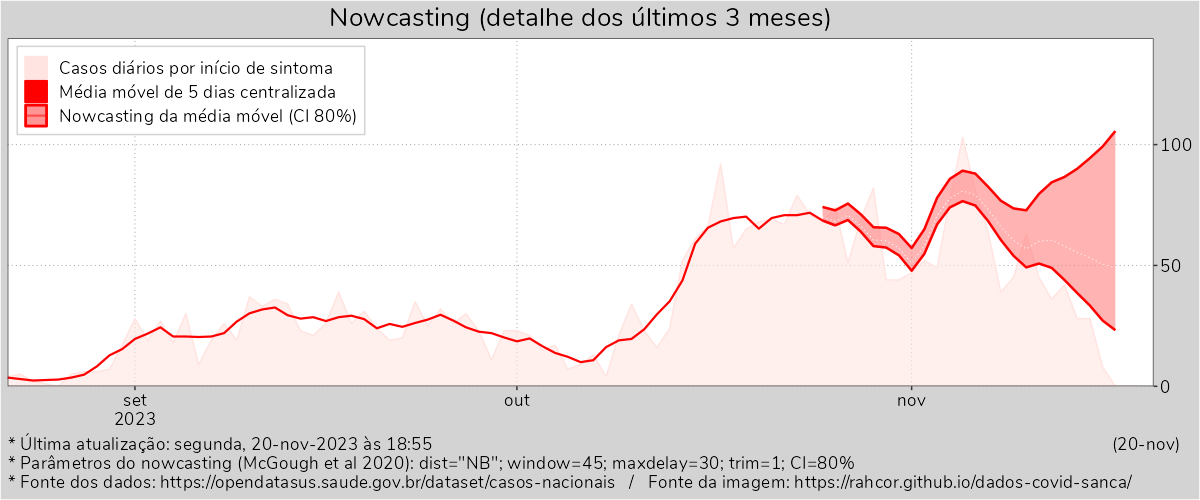 Nowcasting (detalhe dos últimos 3 meses)
Casos diários por início de sintoma
Média móvel de 5 dias centralizada
Nowcasting da média móvel (CI 80%)
100
50
0
set
2023
out
nov
* Última atualização: segunda, 20-nov-2023 às 18:55
(20-nov)
* Parâmetros do nowcasting (McGough et al 2020): dist="NB"; window=45; maxdelay=30; trim=1; CI=80%
* Fonte dos dados: https://opendatasus.saude.gov.br/dataset/casos-nacionais / Fonte da imagem: https://rahcor.github.io/dados-covid-sanca/